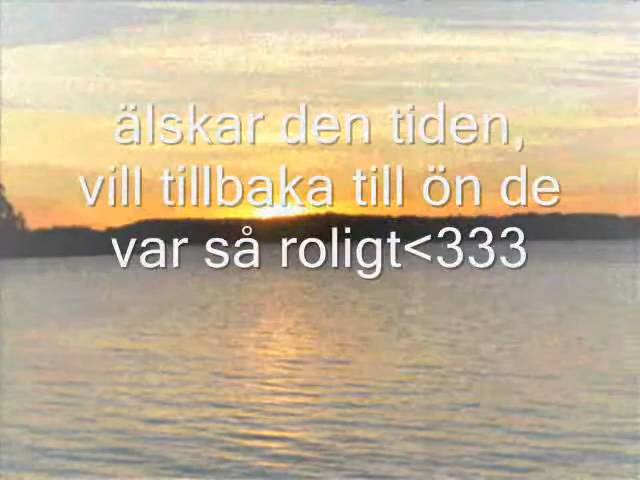 älskar den tiden,
vill tillbaka till ön de
var så roligt<333